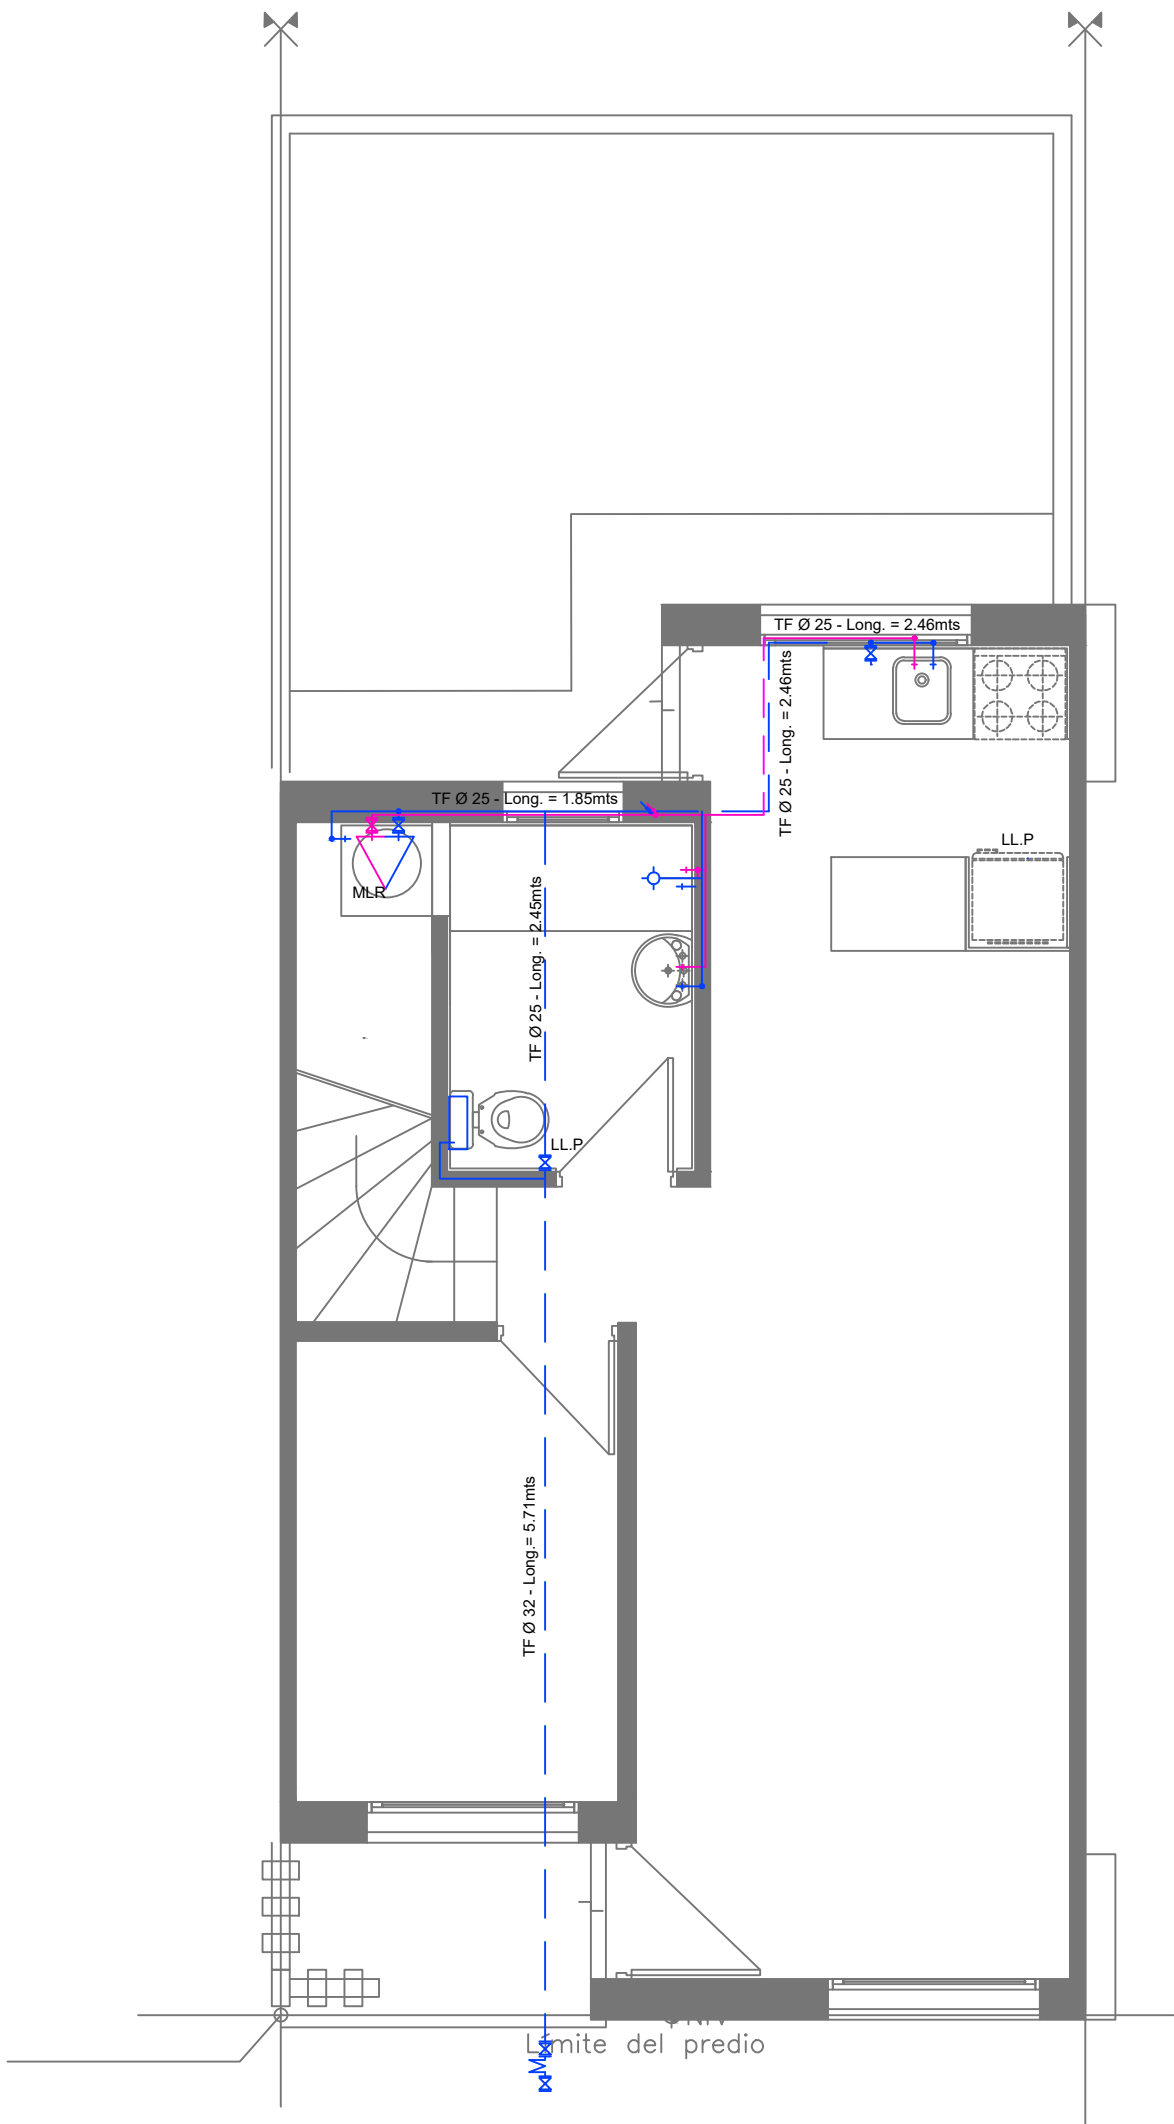 TF Ø 25 - Long. = 2.46mts
TF Ø 25 - Long. = 2.46mts
TF Ø 25 - Long. = 1.85mts
LL.P
MLR
TF Ø 25 - Long. = 2.45mts
LL.P
TF Ø 32 - Long.= 5.71mts
Límite del predio
M